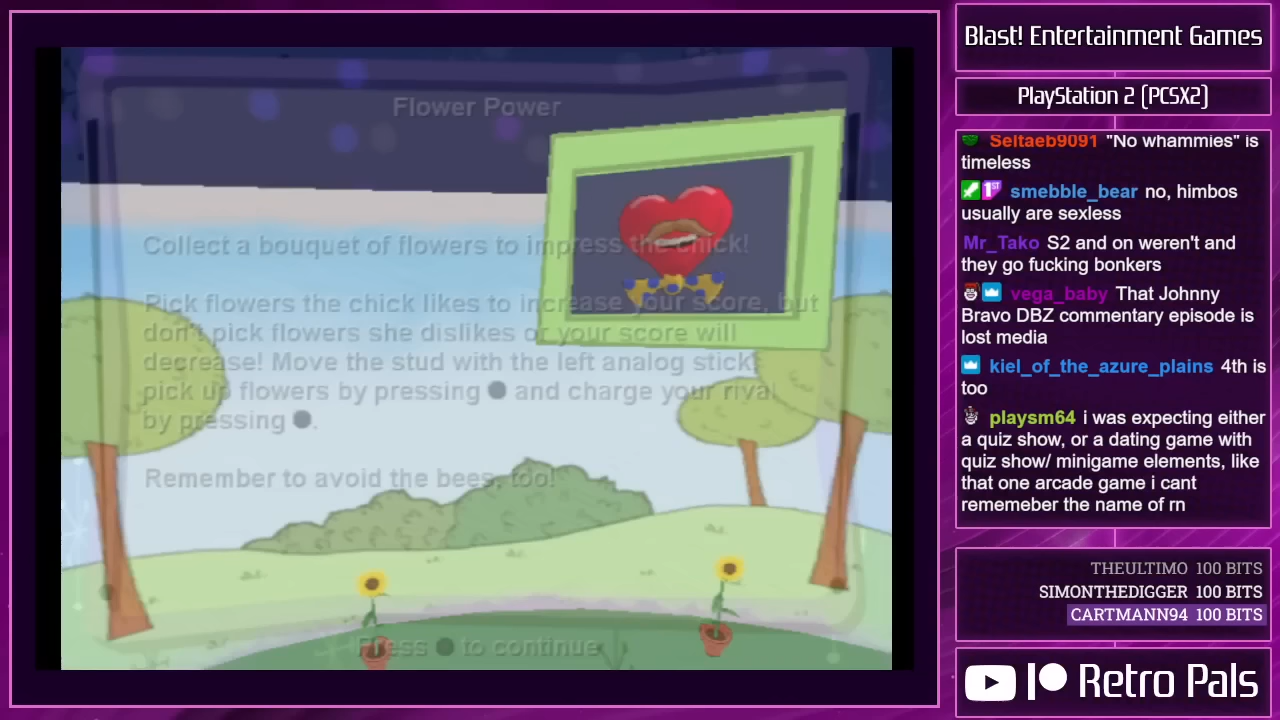 Flower Power
Collect a bouquet of flowers to impress the chick!
Pick flowers the chick likes to increase your score, but
don't pick flowers she dislikes or your score will
decrease! Move the stud with the left analog stick,
pick up flowers by pressing and charge your rival
by pressing .
Remember to avoid the bees, too!
Press to continue
Blast! Entertainment Games
PlayStation 2 (PCSX2)
Seltaeb9091 "No whammies" is
timeless
smebble_bear no, himbos
usually are sexless
Mr_Tako S2 and on weren't and
they go fucking bonkers
vega_baby That Johnny
Bravo DBZ commentary episode is
lost media
kiel_of_the_azure_plains 4th is
too
playsm64 i was expecting either
a quiz show, or a dating game with
quiz show/ minigame elements, like
that one arcade game i cant
rememeber the name of rn
THEULTIMO 100 BITS
SIMONTHEDIGGER 100 BITS
CARTMANN94 100 BITS
Retro Pals